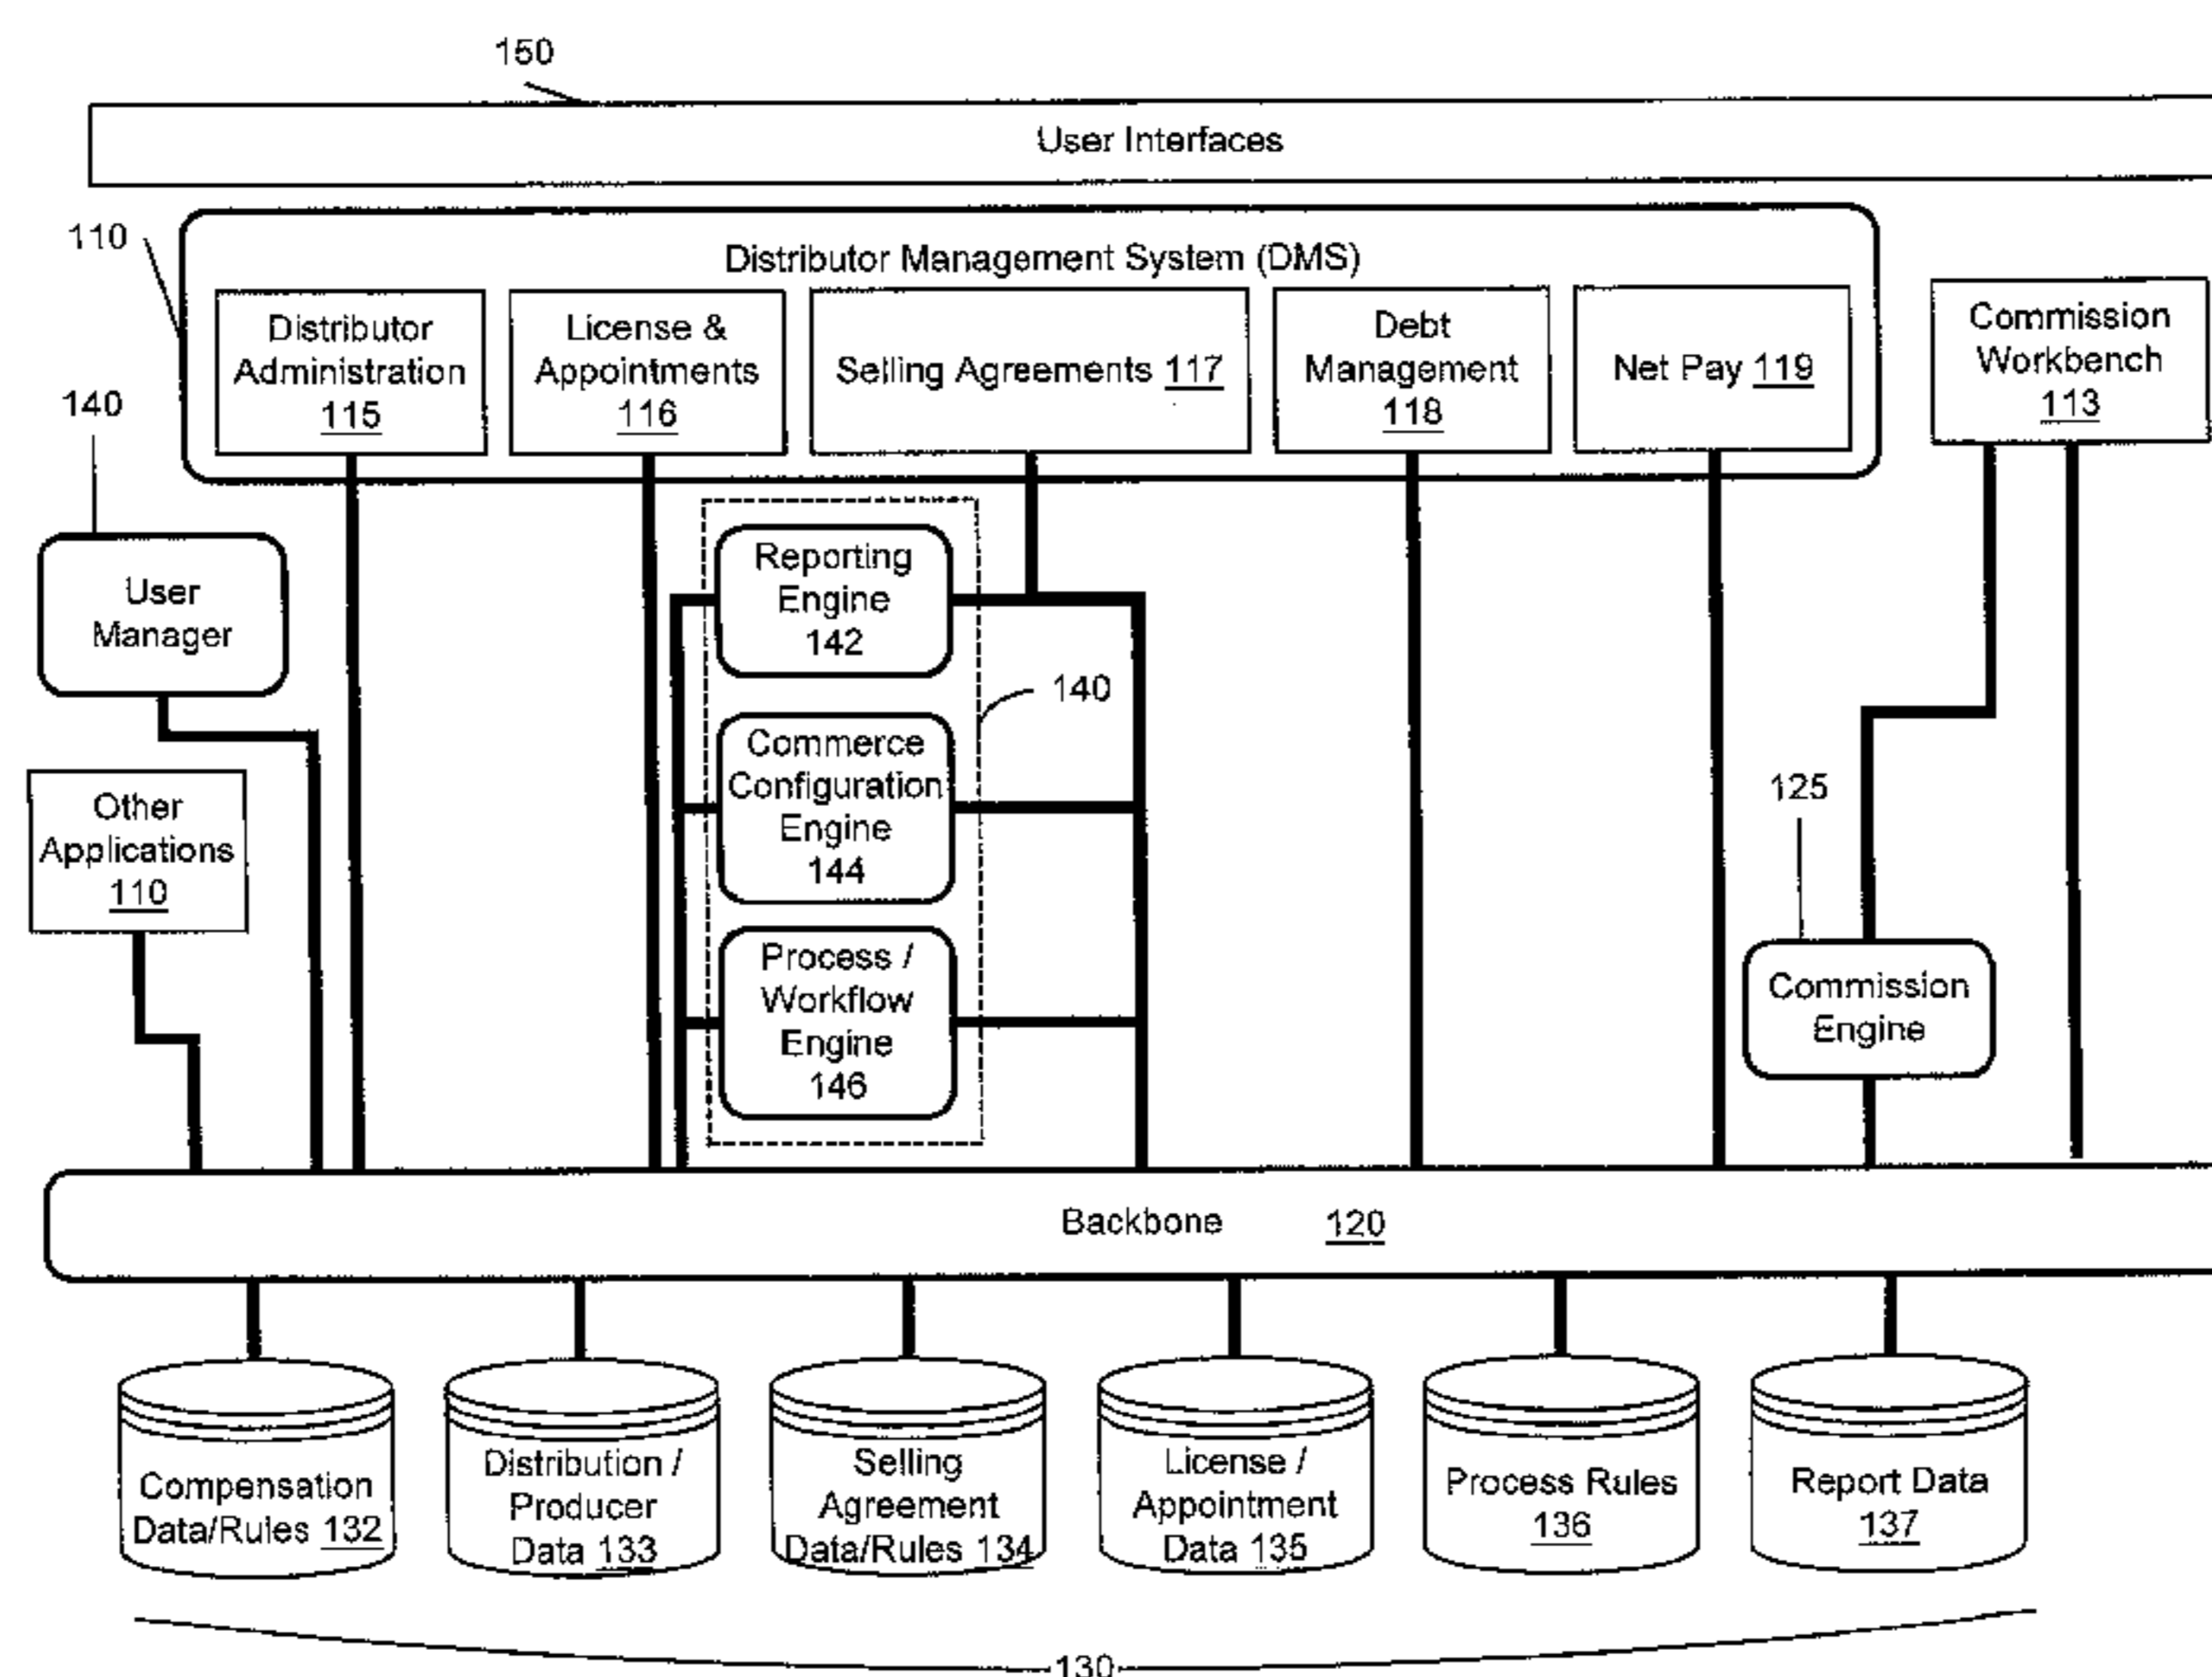 150
User Interfaces
110
Distributor Management System (DMS)
Distributor
Administration
115
License &
Appointments
116
Selling Agreements 117
Debt
Management
118
Net Pay 119
Commission
Workbench
113
140
User
Manager
Reporting
Engine
142
140
Commerce
Configuration
Engine
144
Other
Applications
110
125
Process /
Workflow
Engine
146
Commission
Engine
Backbone 120
Compensation
Data/Rules 132
Distribution /
Producer
Data 133
Selling
Agreement
Data/Rules 134
License /
Appointment
Data 135
Process Rules
136
Report Data
137
130